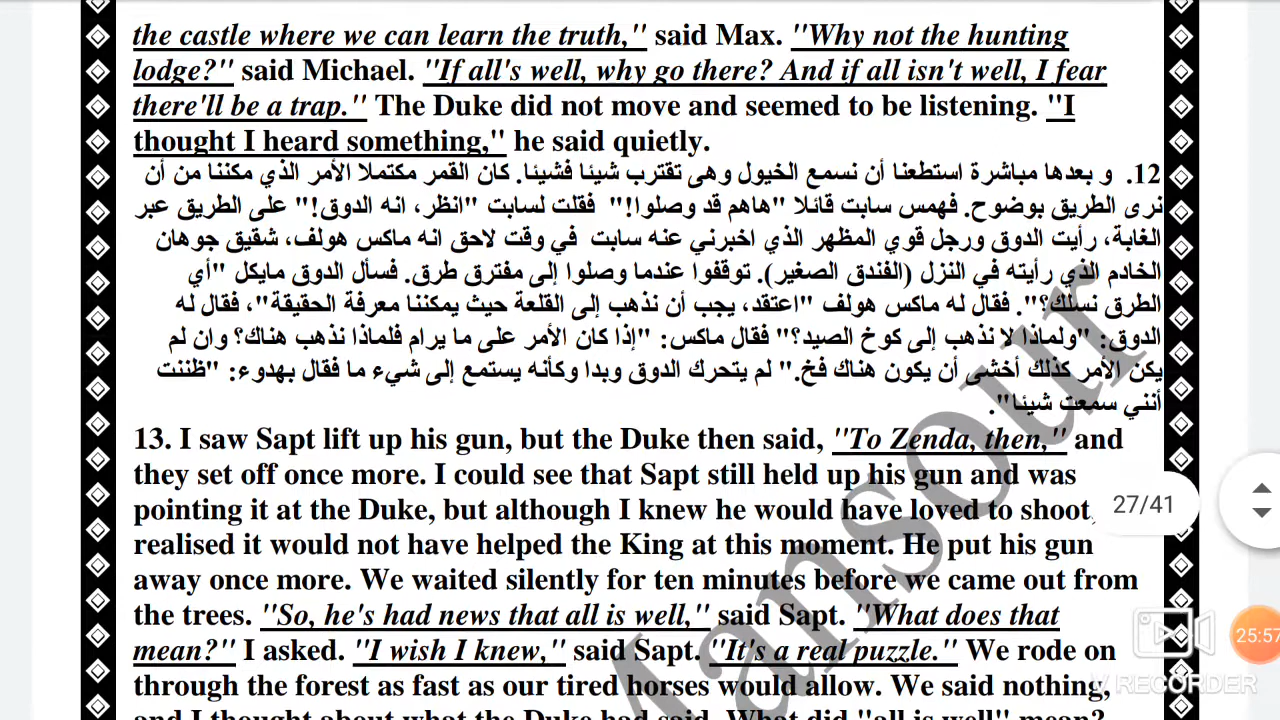 the castle where we can learn the truth," said Max. "Why not the hunting
lodge?" said Michael. "If all's well, why go there? And if all isn't well, I fear
there'll be a trap." The Duke did not move and seemed to be listening. "I
thought I heard something," he said quietly.
12. و بعدها مباشرة استطعنا أن نسمع الخيول وهى تقترب شيئا فشيئا. كان القمر مكتملا الأمر الذي مكننا من أن
نرى الطريق بوضوح. فهمس سابت قائلا "هاهم قد وصلوا!" فقلت لسابت "انظر، انه الدوق!" على الطريق عبر
الغابة، رأيت الدوق ورجل قوي المظهر الذي اخبرني عنه سابت في وقت لاحق انه ماكس هولف، شقيق جوهان
الخادم الذي رأيته في النزل (الفندق الصغير). توقفوا عندما وصلوا إلى مفترق طرق. فسأل الدوق مايكل "أي
الطرق نسلك؟". فقال له ماكس هولف "اعتقد، يجب أن نذهب إلى القلعة حيث يمكننا معرفة الحقيقة"، فقال له
الدوق: "ولماذا لا نذهب إلى كوخ الصيد؟" فقال ماكس: "إذا كان الأمر على ما يرام فلماذا نذهب هناك؟ وان لم
يكن الأمر كذلك أخشى أن يكون هناك فخ." لم يتحرك الدوق وبدا وكأنه يستمع إلى شيء ما فقال بهدوء: "ظننت
أنني سمعت شيئا".
13. I saw Sapt lift up his gun, but the Duke then said, "To Zenda, then," and
they set off once more. I could see that Sapt still held up his gun and was
pointing it at the Duke, but although I knew he would have loved to shoot,
27/41
realised it would not have helped the King at this moment. He put his gun
away once more. We waited silently for ten minutes before we came out from
the trees. "So, he's had news that all is well," said Sapt. "What does that
mean?" I asked. "I wish I knew," said Sapt. "It's a real puzzle." We rode on
25:57
through the forest as fast as our tired horses would allow. We said nothing,
V RECORDER
and I thought about what the Duke had said. What did "all is well" mean?
Mansour